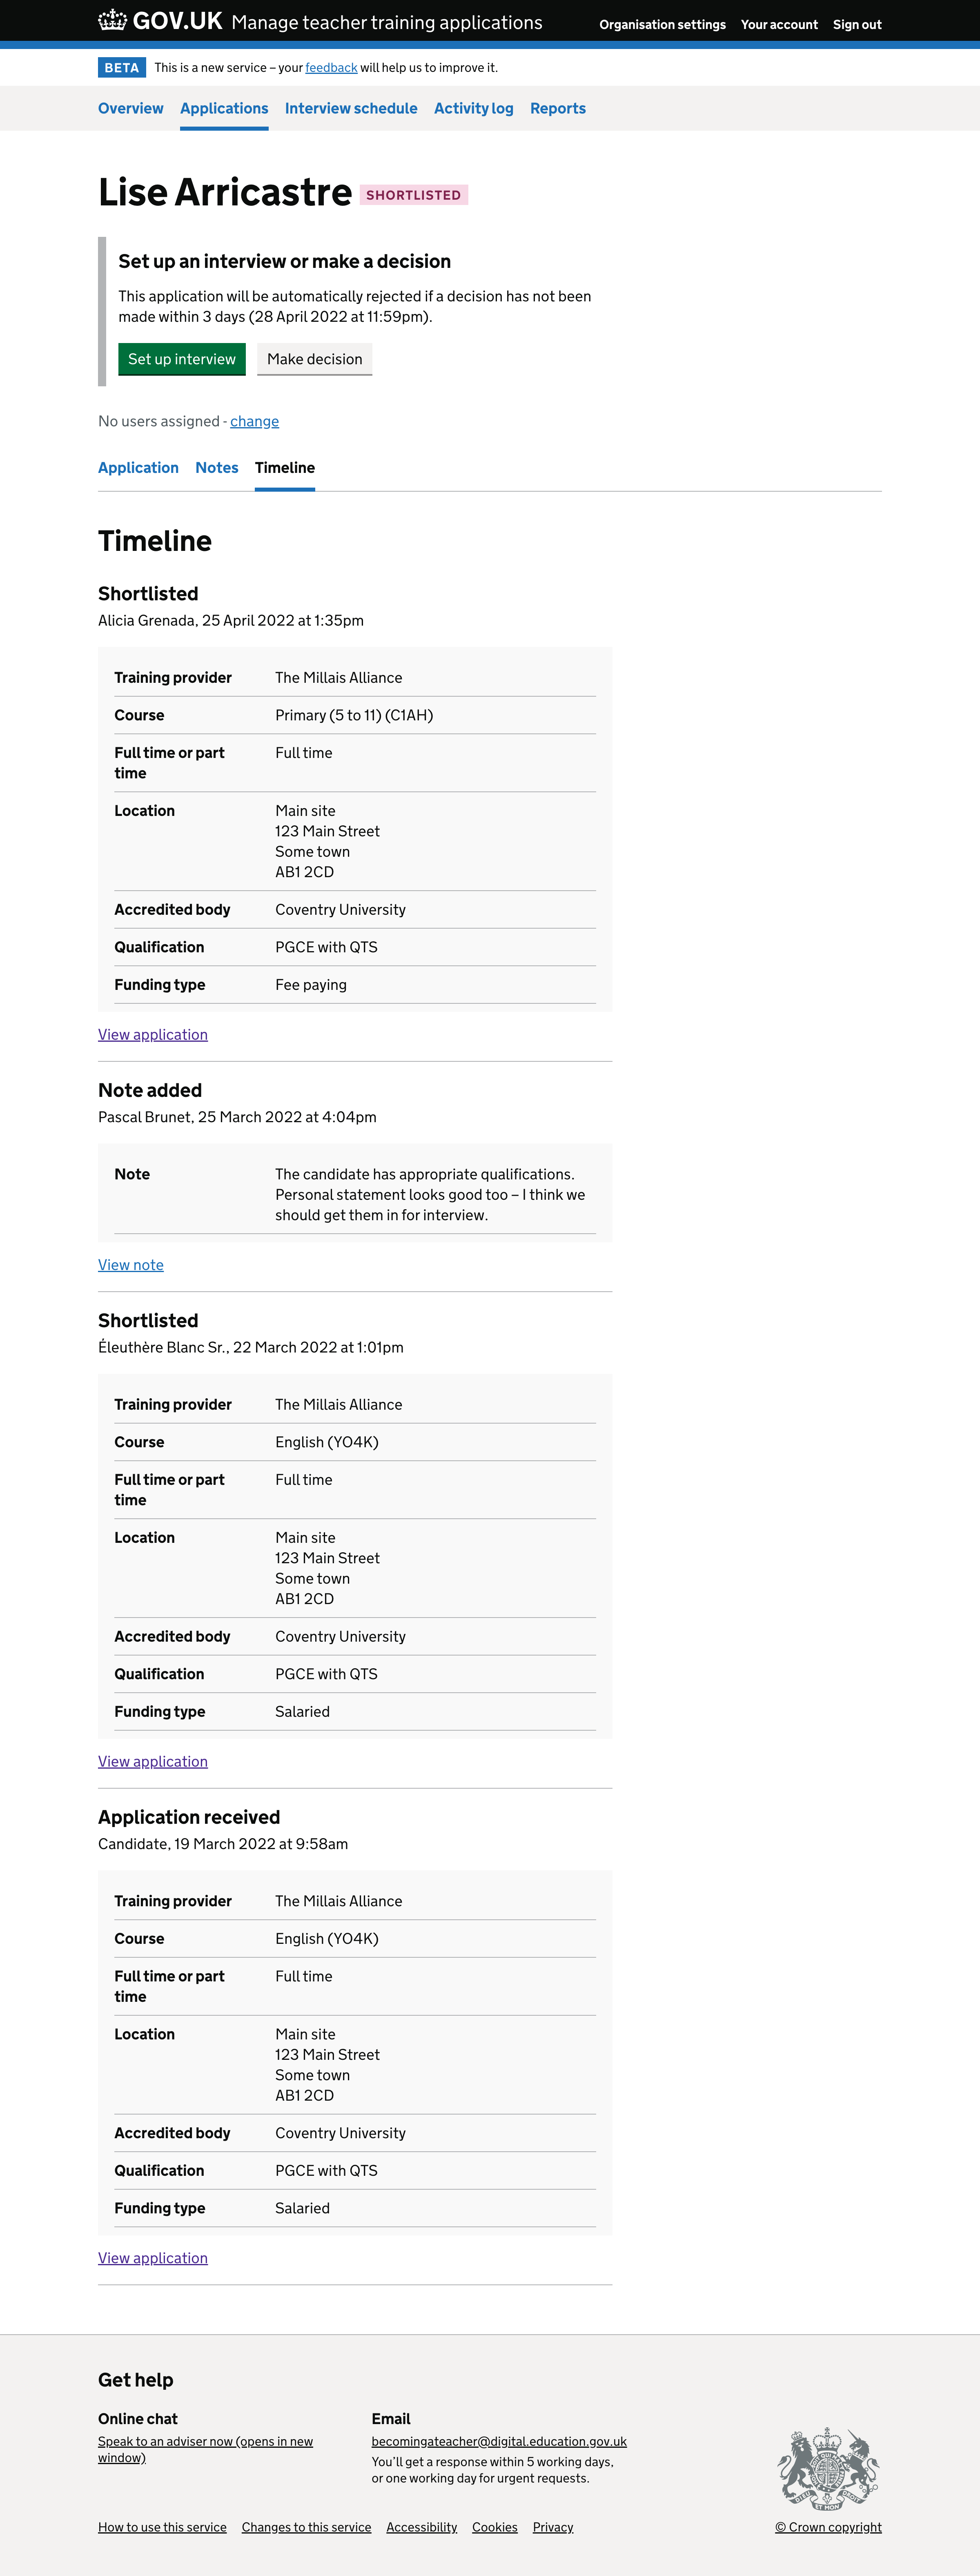 GOV.UK Manage teacher training applications Organisation settings Your account Sign out
BETA This is a new service – your feedback will help us to improve it.
Overview Applications Interview schedule Activity log Reports
Lise Arricastre SHORTLISTED
Set up an interview or make a decision
This application will be automatically rejected if a decision has not been
made within 3 days (28 April 2022 at 11:59pm).
Set up interview Make decision
No users assigned - change
Application Notes Timeline
Timeline
Shortlisted
Alicia Grenada, 25 April 2022 at 1:35pm
Training provider The Millais Alliance
Course Primary (5 to 11) (C1AH)
Full time or part Full time
time
Location Main site
123 Main Street
Some town
AB1 2CD
Accredited body Coventry University
Qualification PGCE with QTS
Funding type Fee paying
View application
Note added
Pascal Brunet, 25 March 2022 at 4:04pm
Note The candidate has appropriate qualifications.
Personal statement looks good too – I think we
should get them in for interview.
View note
Shortlisted
Éleuthère Blanc Sr., 22 March 2022 at 1:01pm
Training provider The Millais Alliance
Course English (YO4K)
Full time or part Full time
time
Location Main site
123 Main Street
Some town
AB1 2CD
Accredited body Coventry University
Qualification PGCE with QTS
Funding type Salaried
View application
Application received
Candidate, 19 March 2022 at 9:58am
Training provider The Millais Alliance
Course English (YO4K)
Full time or part Full time
time
Location Main site
123 Main Street
Some town
AB1 2CD
Accredited body Coventry University
Qualification PGCE with QTS
Funding type Salaried
View application
Get help
Online chat
Speak to an adviser now (opens in new
window)
Email
becomingateacher@digital.education.gov.uk
You’ll get a response within 5 working days,
or one working day for urgent requests.
How to use this service Changes to this service Accessibility Cookies Privacy
© Crown copyright